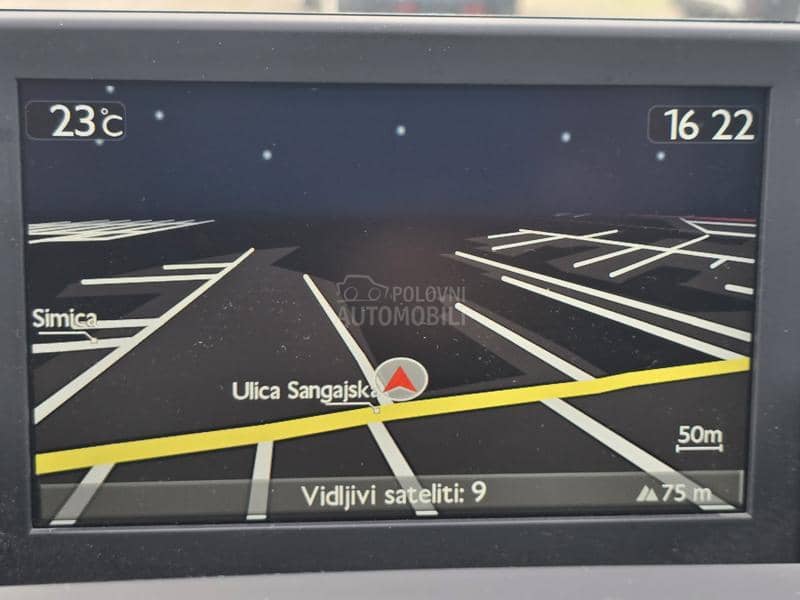 23°C
16 22
POLOVNI
AUTOMOBILI
Simica
Ulica Sangajska
50m
Vidljivi sateliti: 9
75 m